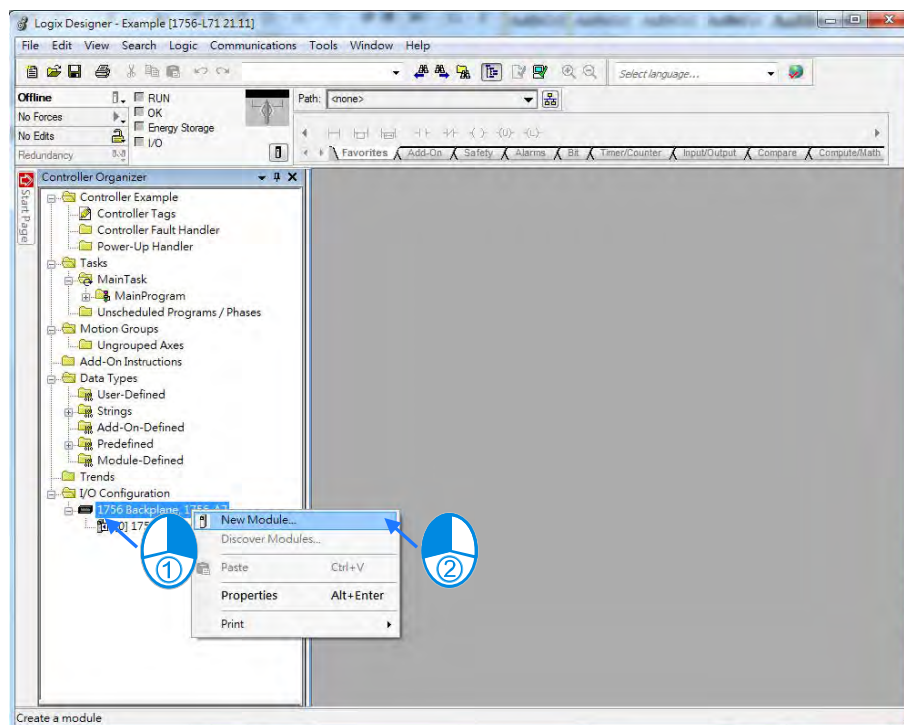 Logix Designer - Example [1756-L71 21.11]
File Edit View Search Logic Communications Tools Window Help
Select language...
Offline
RUN
Path: <none>
No Forces
OK
Energy Storage
No Edits
I/O
Redundancy
Favorites Add-On Safety Alarms Bit Timer/Counter Input/Output Compare Compute/Math
Start Page
Controller Organizer
Controller Example
Controller Tags
Controller Fault Handler
Power-Up Handler
Tasks
MainTask
MainProgram
Unscheduled Programs / Phases
Motion Groups
Ungrouped Axes
Add-On Instructions
Data Types
User-Defined
Strings
Add-On-Defined
Predefined
Module-Defined
Trends
I/O Configuration
1756 Backplane, 1756-A7
New Module...
Discover Modules...
Paste Ctrl+V
Properties Alt+Enter
Print
①
②
Create a module